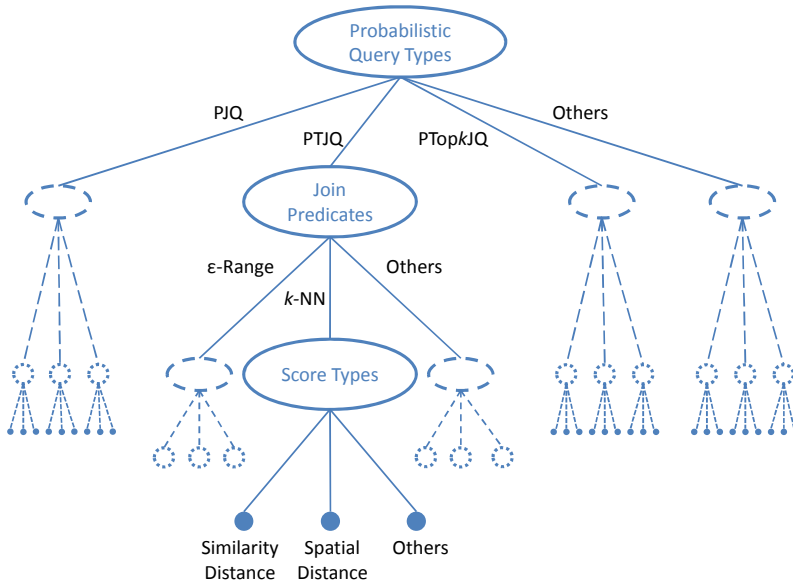 Probabilistic
Query Types
PJQ
PTJQ
PTopkJQ
Others
Join
Predicates
ε-Range
k-NN
Others
Score Types
Similarity
Distance
Spatial
Distance
Others